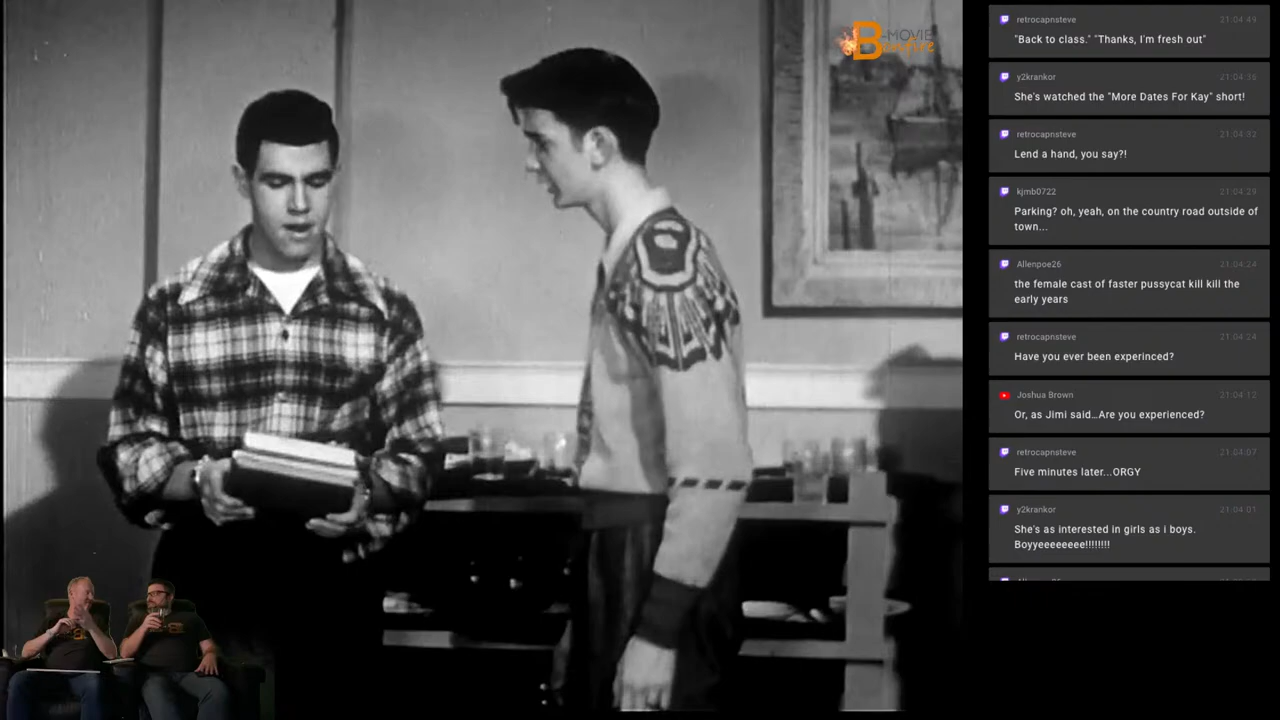 B-MOVIE
Bonfire
retrocapnsteve 21:04:49
"Back to class." "Thanks, I'm fresh out"
y2krankor 21:04:36
She's watched the "More Dates For Kay" short!
retrocapnsteve 21:04:32
Lend a hand, you say?!
kjmb0722 21:04:29
Parking? oh, yeah, on the country road outside of
town...
Allenpoe26 21:04:24
the female cast of faster pussycat kill kill the
early years
retrocapnsteve 21:04:24
Have you ever been experinced?
Joshua Brown 21:04:12
Or, as Jimi said...Are you experienced?
retrocapnsteve 21:04:07
Five minutes later...ORGY
y2krankor 21:04:01
She's as interested in girls as i boys.
Boyyeeeeeee!!!!!!!!